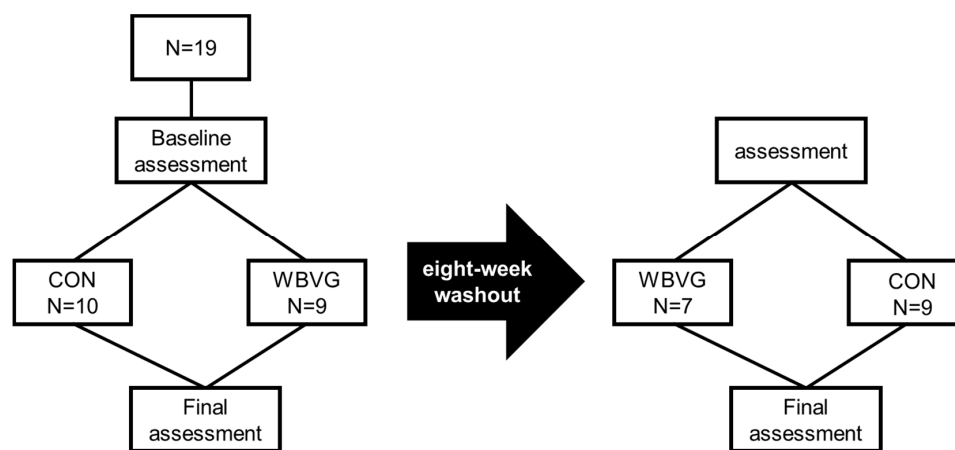 N=19
Baseline
assessment
CON
N=10
WBVG
N=9
Final
assessment
eight-week
washout
assessment
WBVG
N=7
CON
N=9
Final
assessment